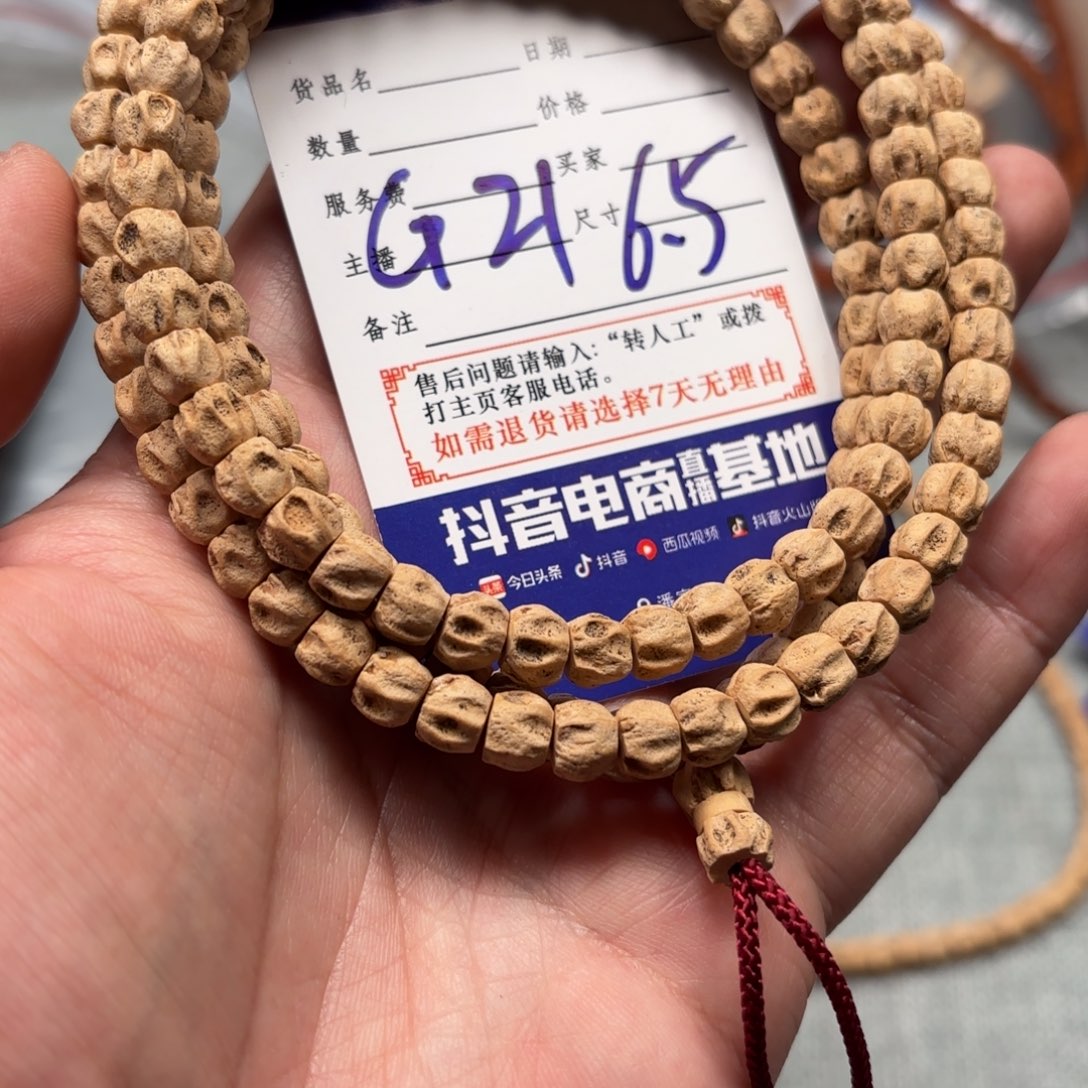 货品名 日期
数量 价格
服务费 买家
主播 尺寸
G21 6.5
备注
售后问题请输入:“转人工”或拨
打主页客服电话。
如需退货请选择7天无理由
抖音电商直播基地
今日头条 抖音 西瓜视频 抖音火山